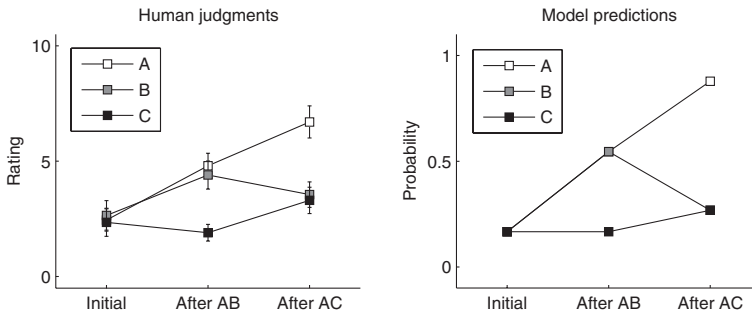 Human judgments
10
5
0
Rating
A
B
C
Initial
After AB
After AC
Model predictions
1
0.5
0
Probability
A
B
C
Initial
After AB
After AC